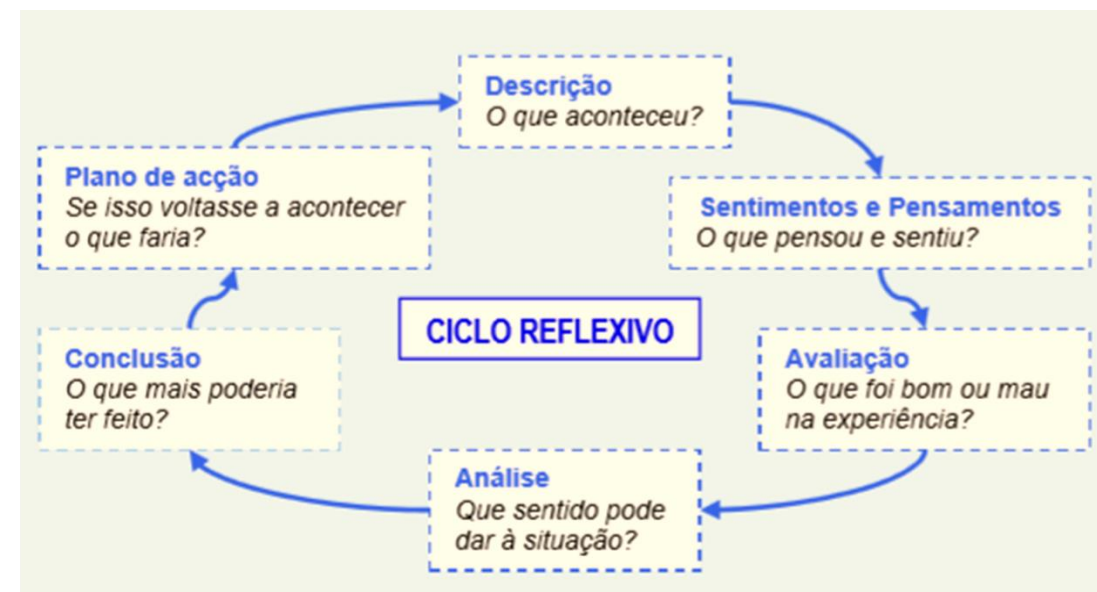 Descrição
O que aconteceu?
Plano de acção
Se isso voltasse a acontecer
o que faria?
Sentimentos e Pensamentos
O que pensou e sentiu?
CICLO REFLEXIVO
Conclusão
O que mais poderia
ter feito?
Avaliação
O que foi bom ou mau
na experiência?
Análise
Que sentido pode
dar à situação?